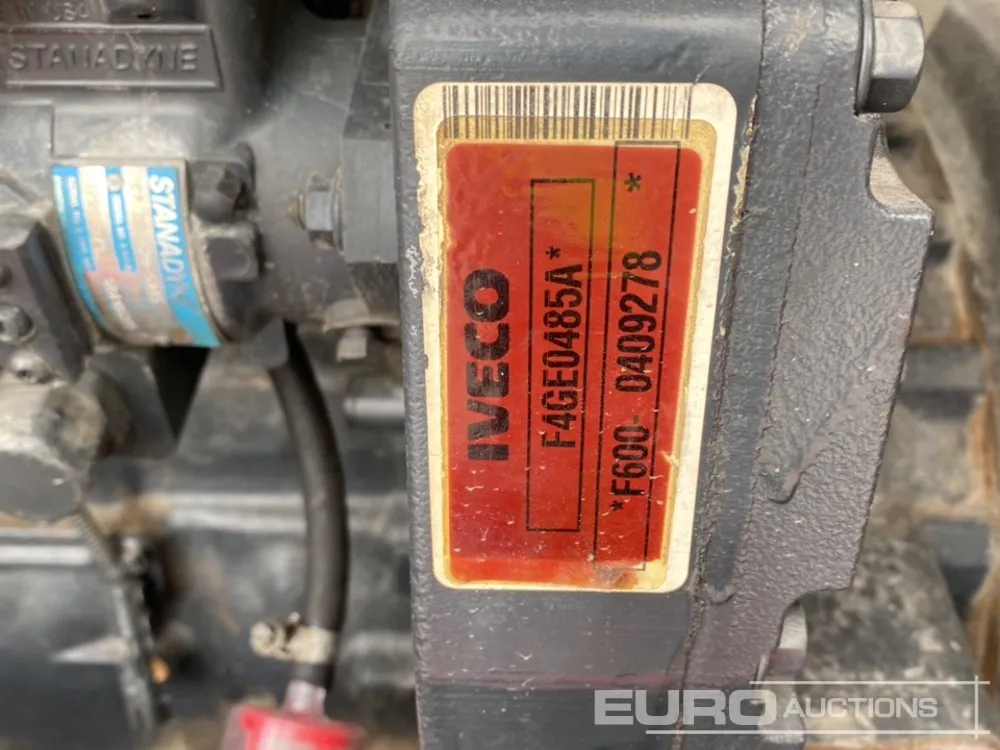 STANADYNE
STANADYNE
IVECO
F4GE0485A*
*F600- 0409278 *
EURO AUCTIONS